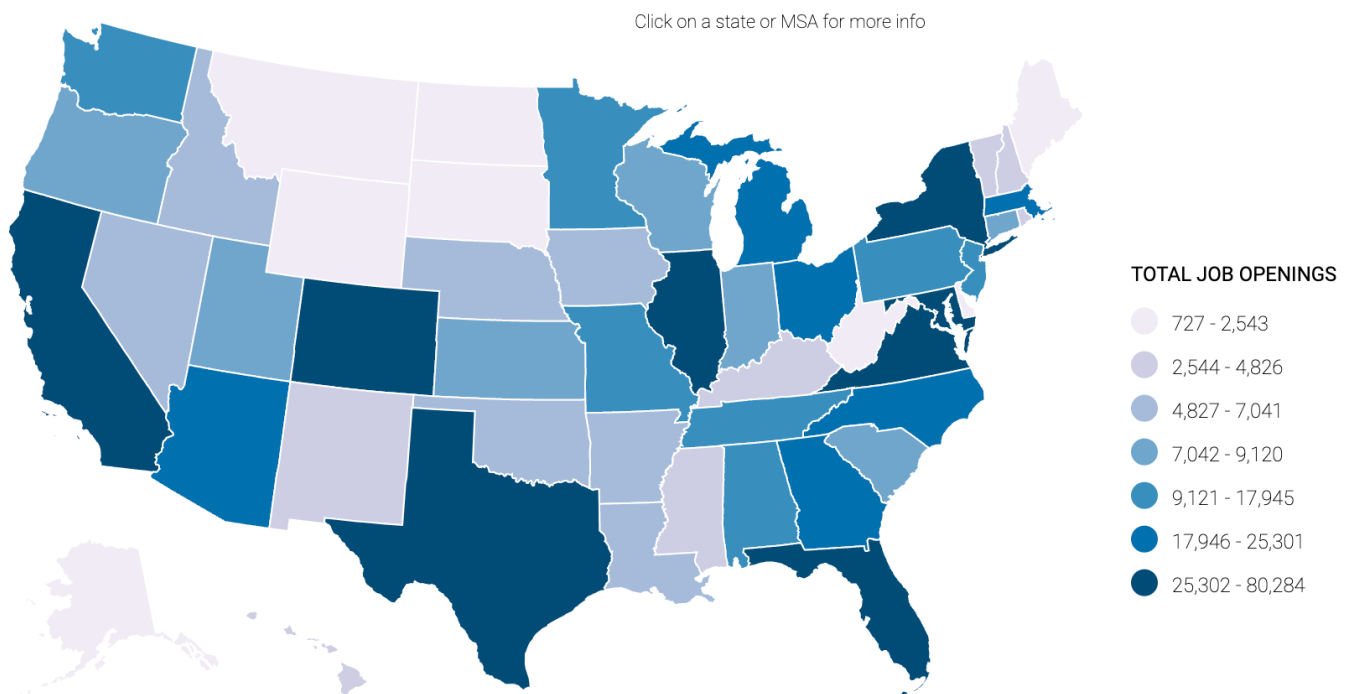 Click on a state or MSA for more info
TOTAL JOB OPENINGS
727 - 2,543
2,544 - 4,826
4,827 - 7,041
7,042 - 9,120
9,121 - 17,945
17,946 - 25,301
25,302 - 80,284